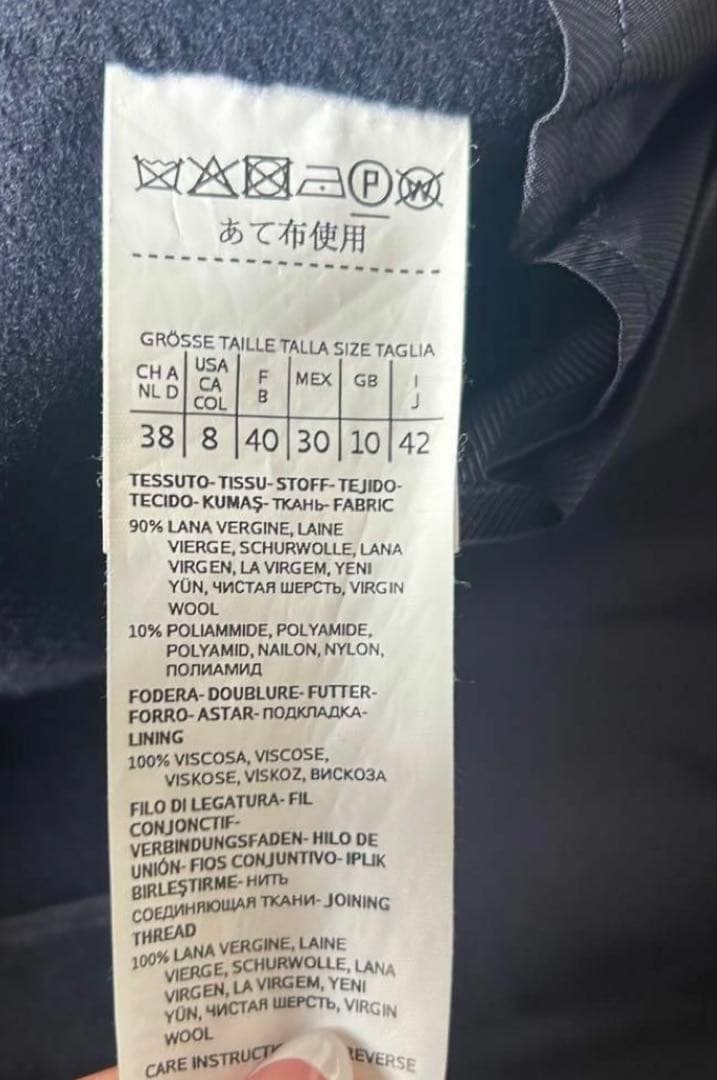 P W
あて布使用
GRÖSSE TAILLE TALLA SIZE TAGLIA
CH A NL D USA CA COL F B MEX GB I J
38 8 40 30 10 42
TESSUTO- TISSU- STOFF- TEJIDO-
TECIDO- KUMAŞ- ТКАНЬ- FABRIC
90% LANA VERGINE, LAINE
VIERGE, SCHURWOLLE, LANA
VIRGEN, LA VIRGEM, YENI
YÜN, ЧИСТАЯ ШЕРСТЬ, VIRGIN
WOOL
10% POLIAMMIDE, POLYAMIDE,
POLYAMID, NAILON, NYLON,
ПОЛИАМИД
FODERA- DOUBLURE- FUTTER-
FORRO- ASTAR- ПОДКЛАДКА-
LINING
100% VISCOSA, VISCOSE,
VISKOSE, VISKOZ, ВИСКОЗА
FILO DI LEGATURA- FIL
CONJONCTIF-
VERBINDUNGSFADEN- HILO DE
UNIÓN- FIOS CONJUNTIVO- IPLIK
BIRLEŞTIRME- НИТЬ
СОЕДИНЯЮЩАЯ ТКАНИ- JOINING
THREAD
100% LANA VERGINE, LAINE
VIERGE, SCHURWOLLE, LANA
VIRGEN, LA VIRGEM, YENI
YÜN, ЧИСТАЯ ШЕРСТЬ, VIRGIN
WOOL
CARE REVERSE